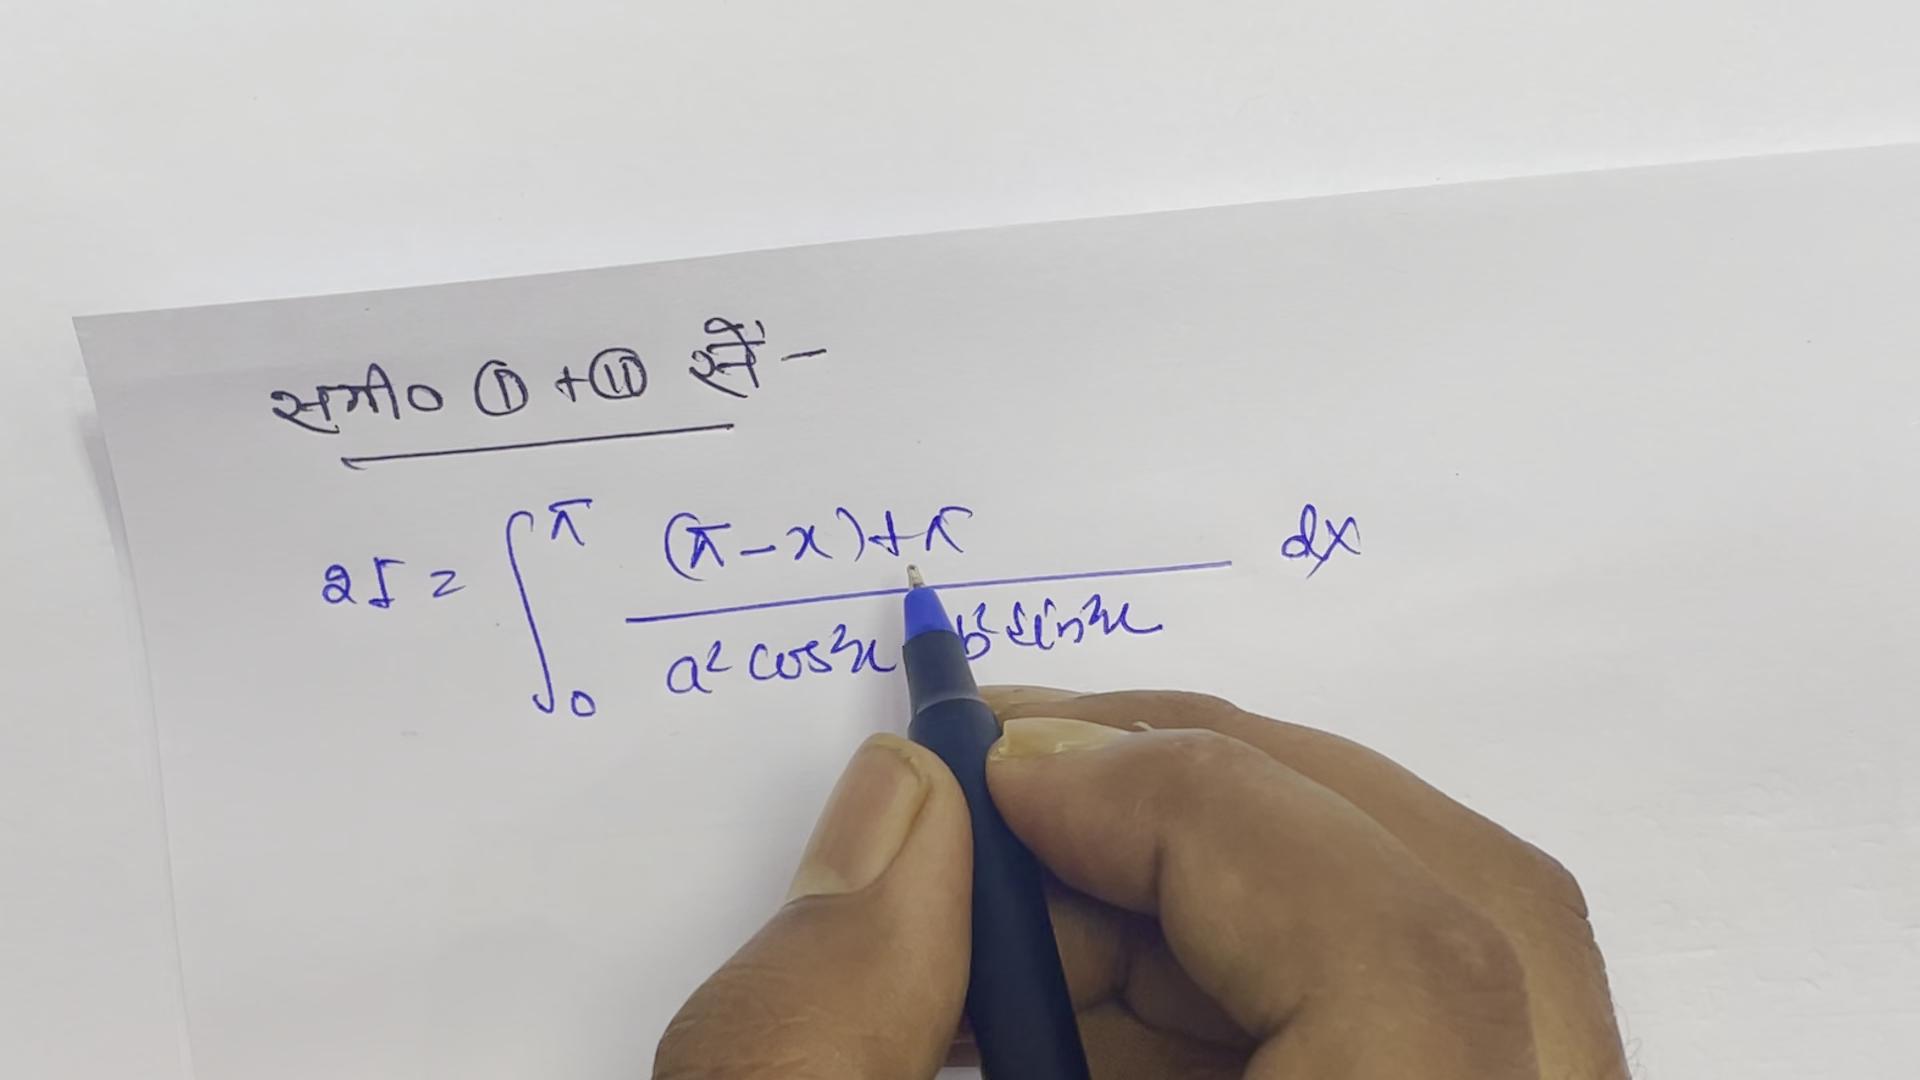 समी० Ⓘ + Ⓘⓘ सें -
2I = ∫₀^π ((π - x) + x) / (a² cos²x b² sin²x) dx